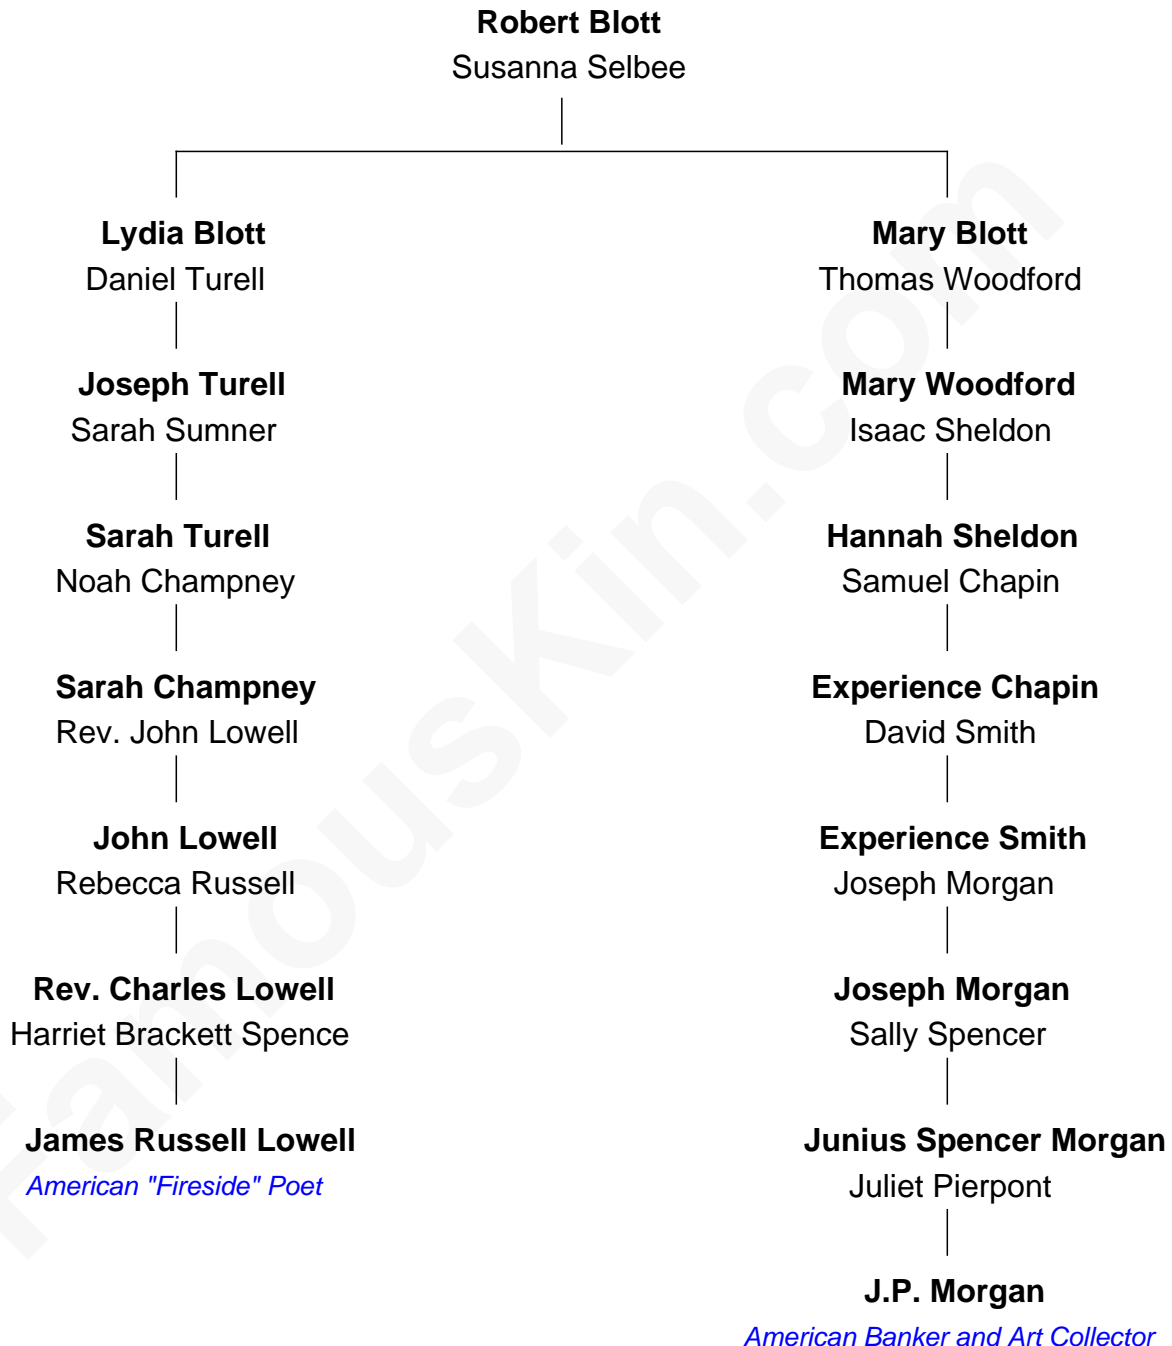 Robert Blott
Susanna Selbee
Lydia Blott
Daniel Turell
Mary Blott
Thomas Woodford
Joseph Turell
Sarah Sumner
Mary Woodford
Isaac Sheldon
Sarah Turell
Noah Champney
Hannah Sheldon
Samuel Chapin
Sarah Champney
Rev. John Lowell
Experience Chapin
David Smith
John Lowell
Rebecca Russell
Experience Smith
Joseph Morgan
Rev. Charles Lowell
Harriet Brackett Spence
Joseph Morgan
Sally Spencer
James Russell Lowell
American "Fireside" Poet
Junius Spencer Morgan
Juliet Pierpont
J.P. Morgan
American Banker and Art Collector
FamousKin.com